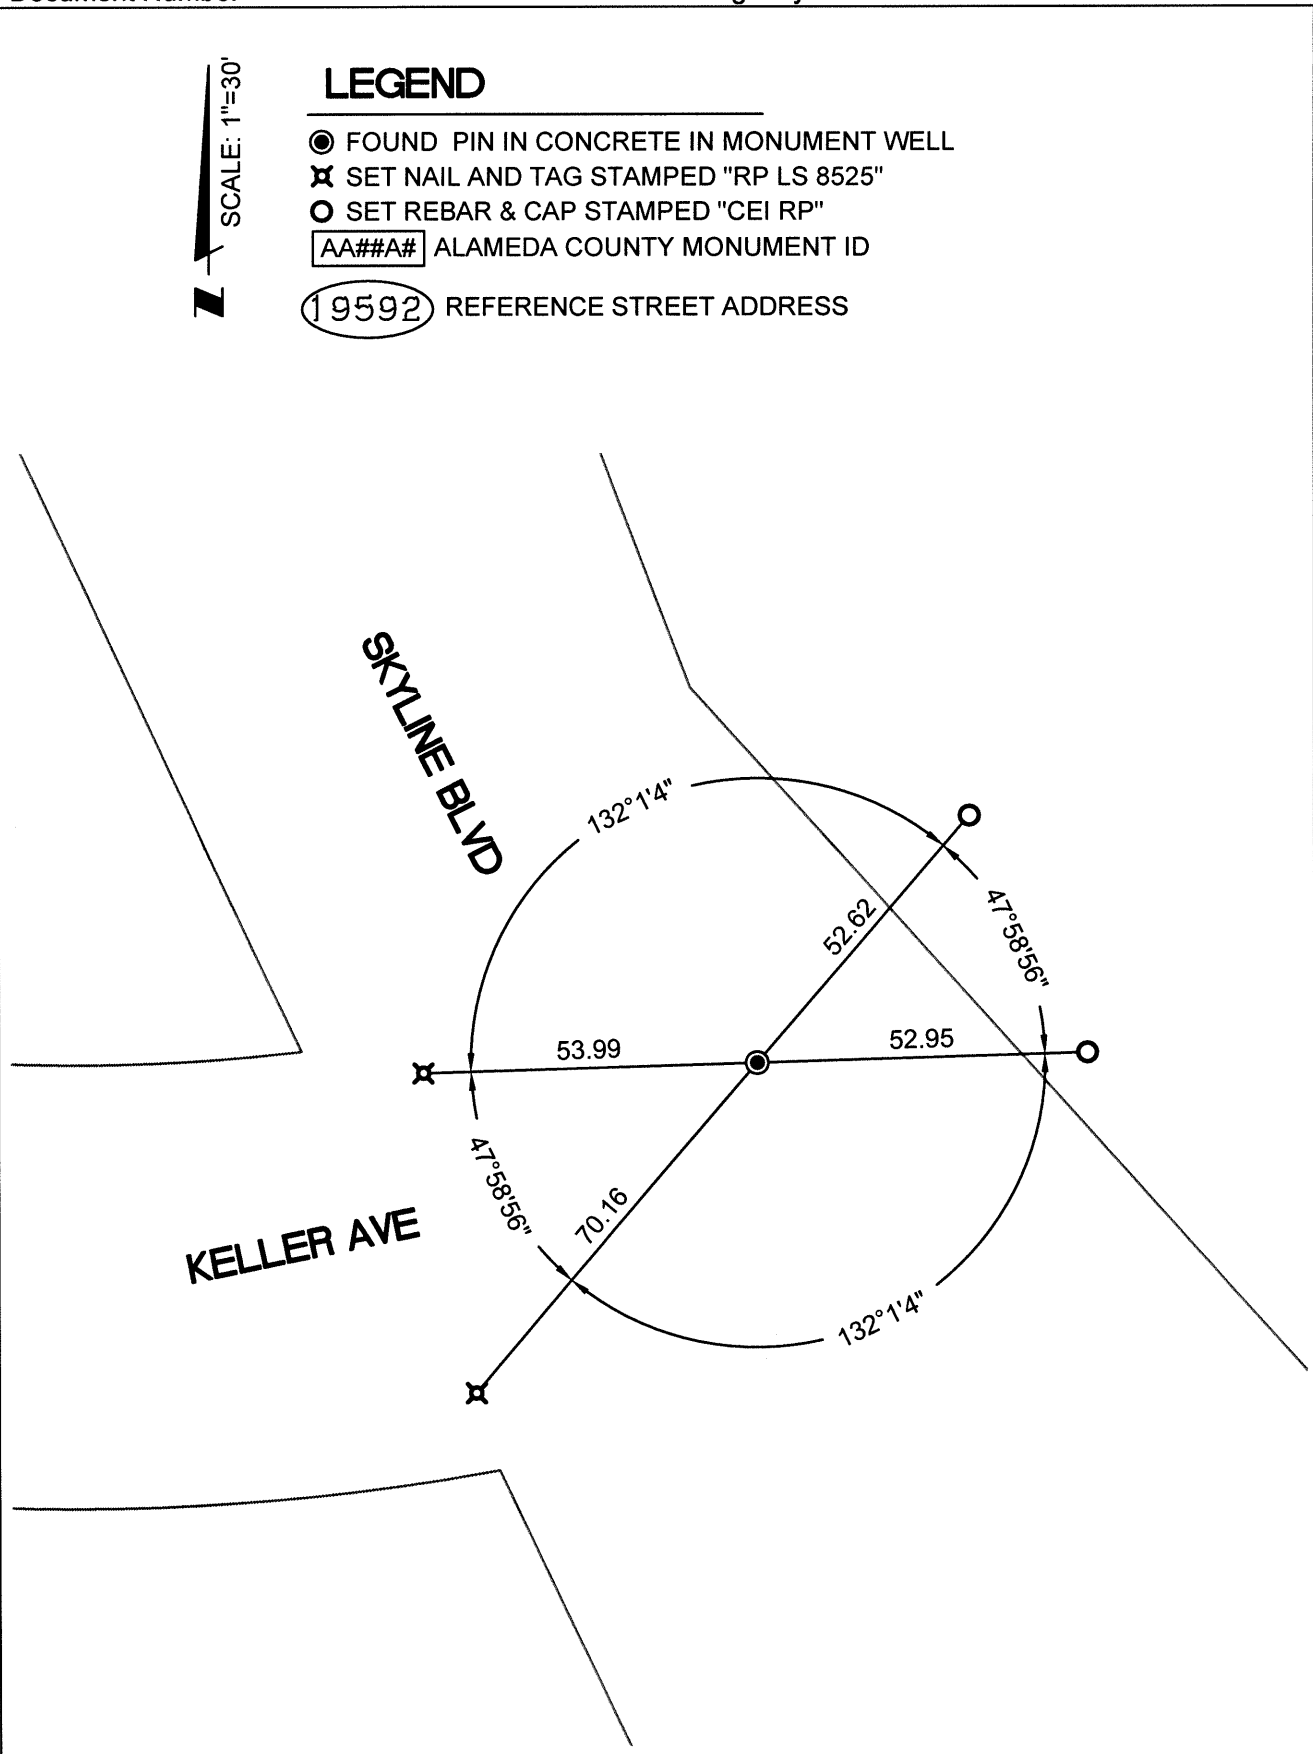 SCALE: 1"=30'
LEGEND
FOUND PIN IN CONCRETE IN MONUMENT WELL
SET NAIL AND TAG STAMPED "RP LS 8525"
SET REBAR & CAP STAMPED "CEI RP"
AA##A# ALAMEDA COUNTY MONUMENT ID
19592 REFERENCE STREET ADDRESS
SKYLINE BLVD
132°1'4"
52.62
47°58'56"
53.99
52.95
47°58'56"
70.16
KELLER AVE
132°1'4"